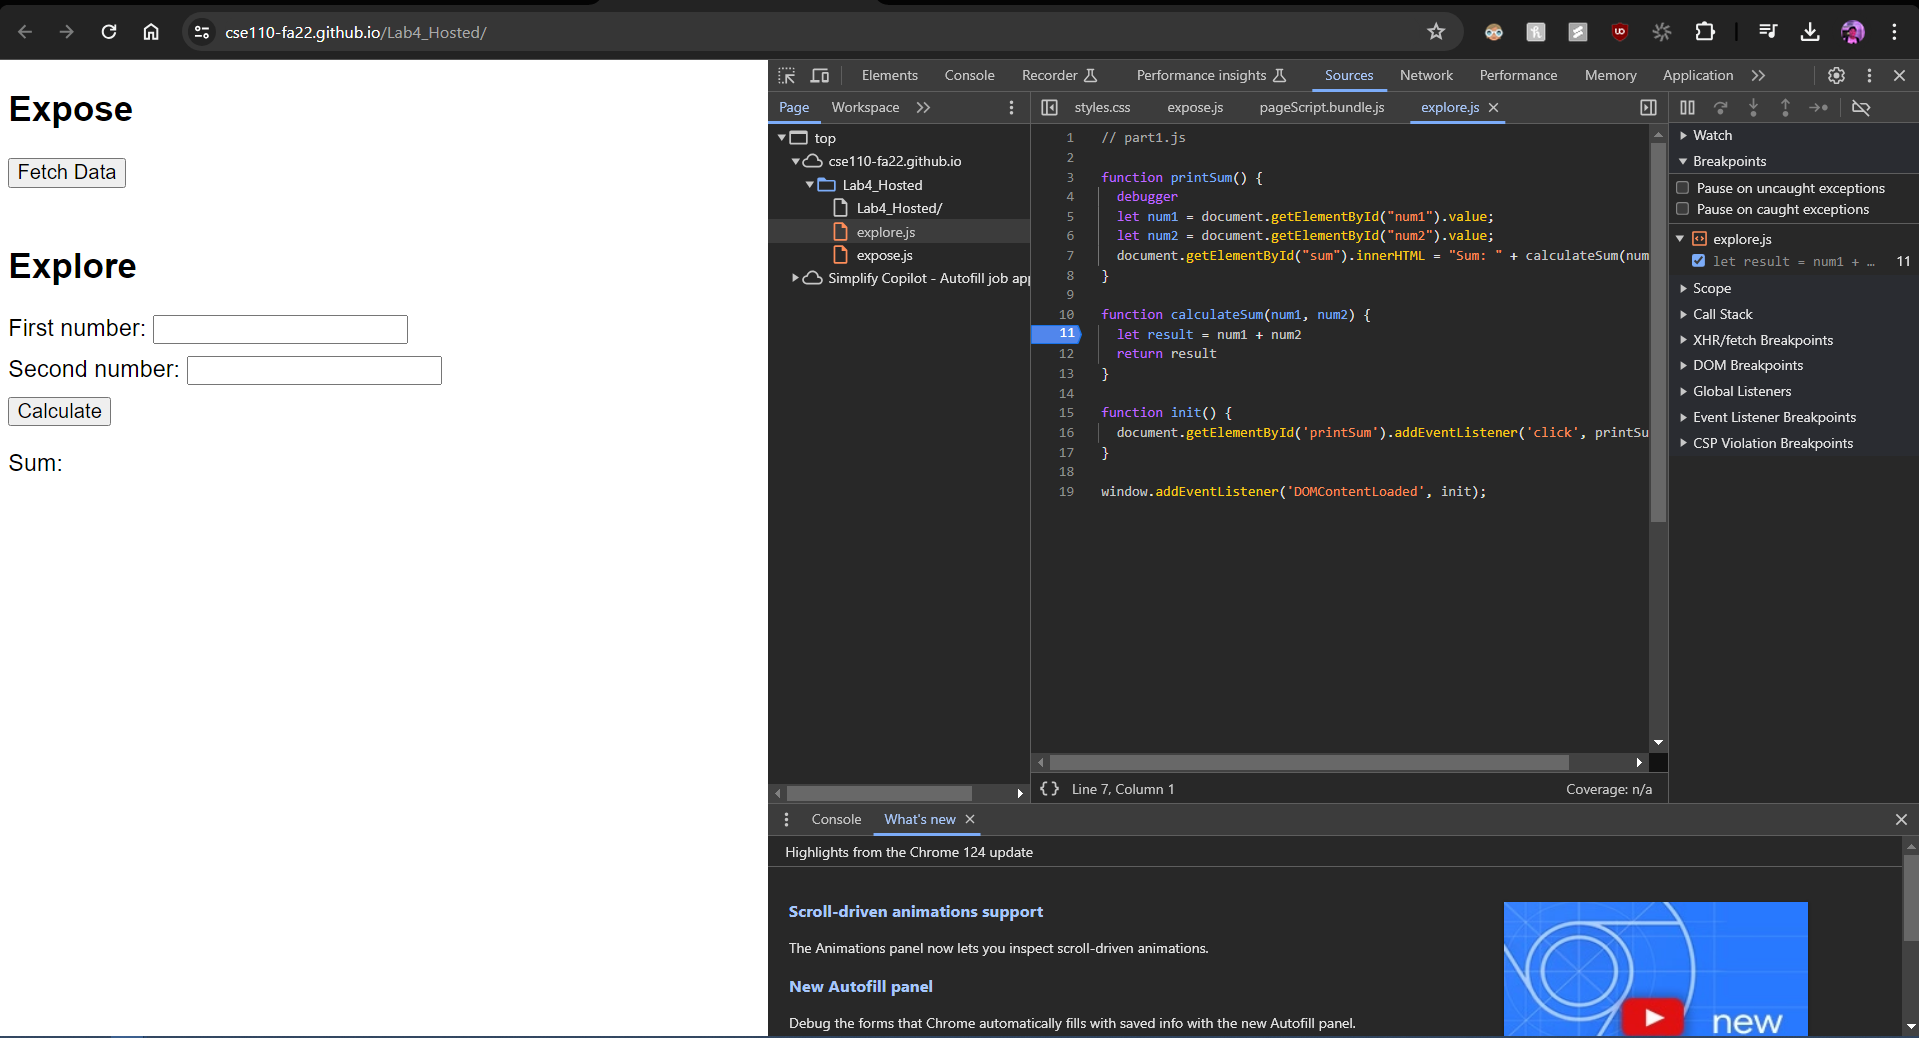 cse110-fa22.github.io/Lab4_Hosted/
Expose
Fetch Data
Explore
First number:
Second number:
Calculate
Sum:
Elements Console Recorder Performance insights Sources Network Performance Memory Application
Page Workspace
top
cse110-fa22.github.io
Lab4_Hosted
Lab4_Hosted/
explore.js
expose.js
Simplify Copilot - Autofill job app
styles.css expose.js pageScript.bundle.js explore.js
1 // part1.js
2
3 function printSum() {
4 debugger
5 let num1 = document.getElementById("num1").value;
6 let num2 = document.getElementById("num2").value;
7 document.getElementById("sum").innerHTML = "Sum: " + calculateSum(num
8 }
9
10 function calculateSum(num1, num2) {
11 let result = num1 + num2
12 return result
13 }
14
15 function init() {
16 document.getElementById('printSum').addEventListener('click', printSu
17 }
18
19 window.addEventListener('DOMContentLoaded', init);
{} Line 7, Column 1 Coverage: n/a
Watch
Breakpoints
Pause on uncaught exceptions
Pause on caught exceptions
explore.js
let result = num1 + … 11
Scope
Call Stack
XHR/fetch Breakpoints
DOM Breakpoints
Global Listeners
Event Listener Breakpoints
CSP Violation Breakpoints
Console What's new
Highlights from the Chrome 124 update
Scroll-driven animations support
The Animations panel now lets you inspect scroll-driven animations.
New Autofill panel
Debug the forms that Chrome automatically fills with saved info with the new Autofill panel.
new